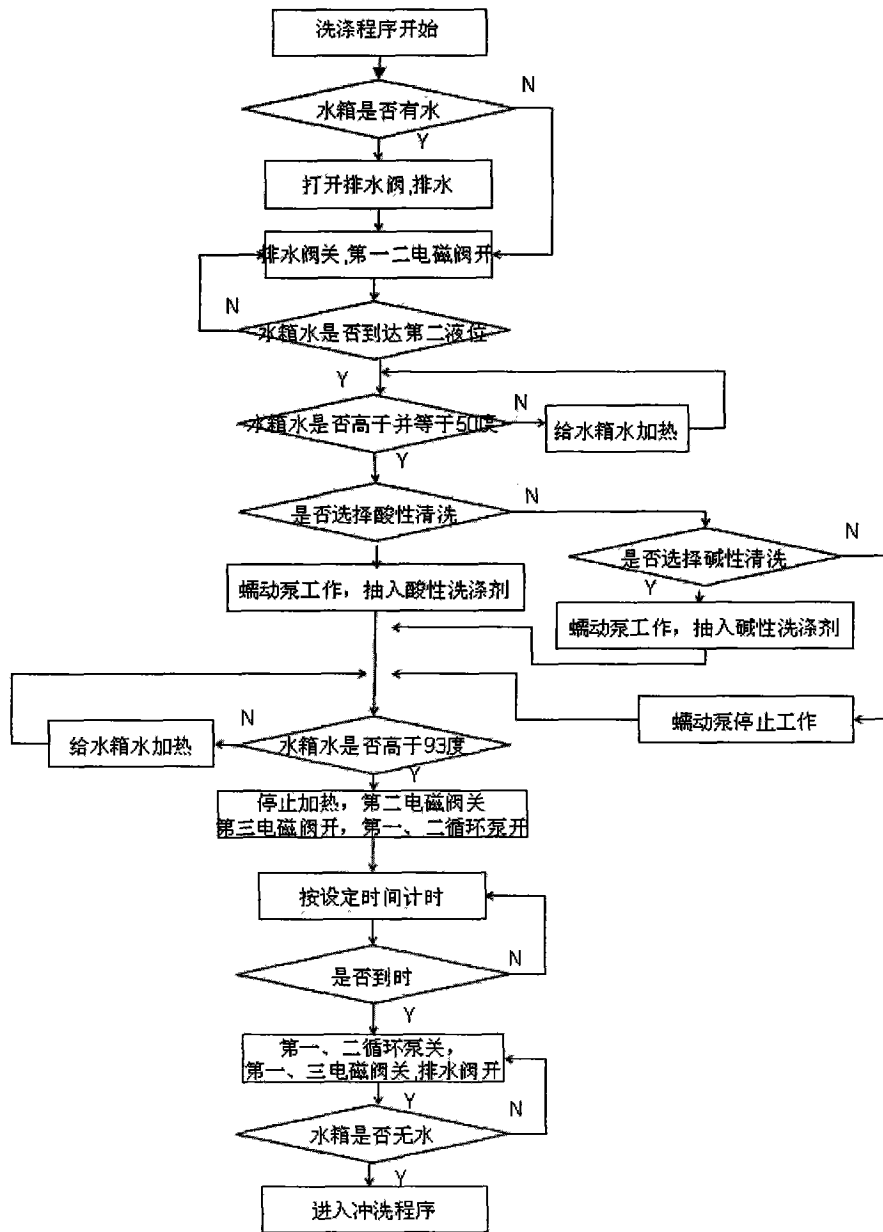 洗涤程序开始
N
水箱是否有水
Y
打开排水阀,排水
排水阀关,第一二电磁阀开
N
水箱水是否到达第二液位
Y
N
水箱水是否高于并等于50度
给水箱水加热
Y
N
是否选择酸性清洗
N
是否选择碱性清洗
Y
蠕动泵工作，抽入酸性洗涤剂
蠕动泵工作，抽入碱性洗涤剂
N
蠕动泵停止工作
给水箱水加热
水箱水是否高于93度
Y
停止加热，第二电磁阀关
第三电磁阀开，第一、二循环泵开
按设定时间计时
N
是否到时
Y
第一、二循环泵关，
第一、三电磁阀关,排水阀开
Y
N
水箱是否无水
Y
进入冲洗程序